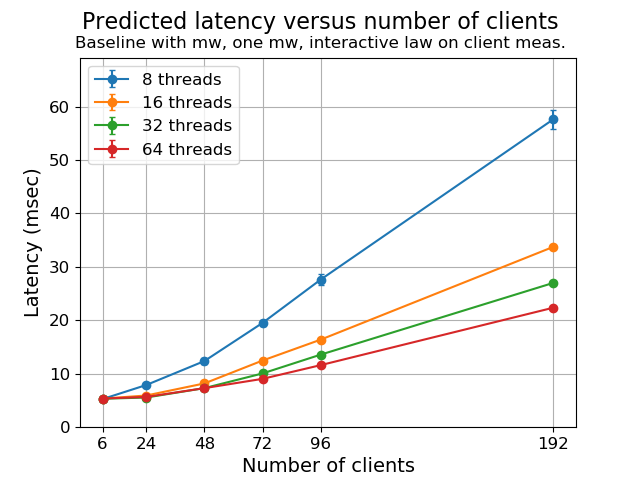 Predicted latency versus number of clients
Baseline with mw, one mw, interactive law on client meas.
8 threads
16 threads
32 threads
64 threads
Latency (msec)
60
50
40
30
20
10
0
6 24 48 72 96 192
Number of clients